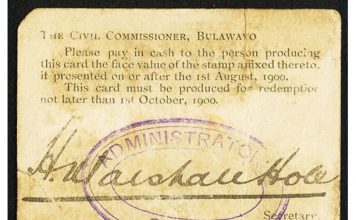 THE CIVIL COMMISSIONER, BULAWAYO
Please pay in cash to the person producing
this card the face value of the stamp affixed thereto,
if presented on or after the 1st August, 1900.
This card must be produced for redemption
not later than 1st October, 1900.
ADMINISTRATOR
H. Marshall Hole
Secretary